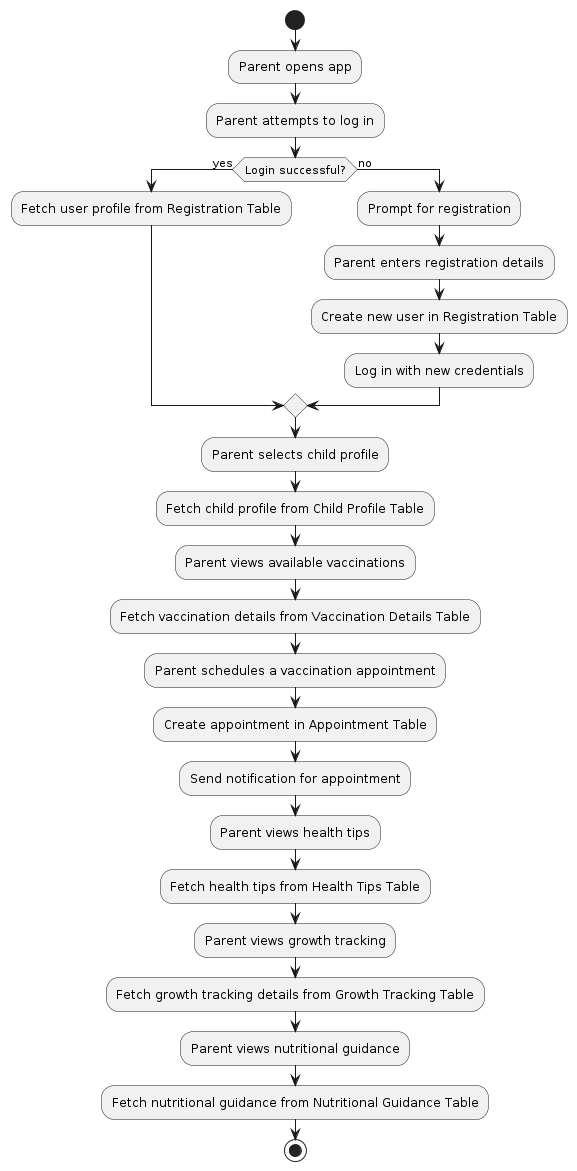 Parent opens app
Parent attempts to log in
yes
Login successful?
no
Fetch user profile from Registration Table
Prompt for registration
Parent enters registration details
Create new user in Registration Table
Log in with new credentials
Parent selects child profile
Fetch child profile from Child Profile Table
Parent views available vaccinations
Fetch vaccination details from Vaccination Details Table
Parent schedules a vaccination appointment
Create appointment in Appointment Table
Send notification for appointment
Parent views health tips
Fetch health tips from Health Tips Table
Parent views growth tracking
Fetch growth tracking details from Growth Tracking Table
Parent views nutritional guidance
Fetch nutritional guidance from Nutritional Guidance Table